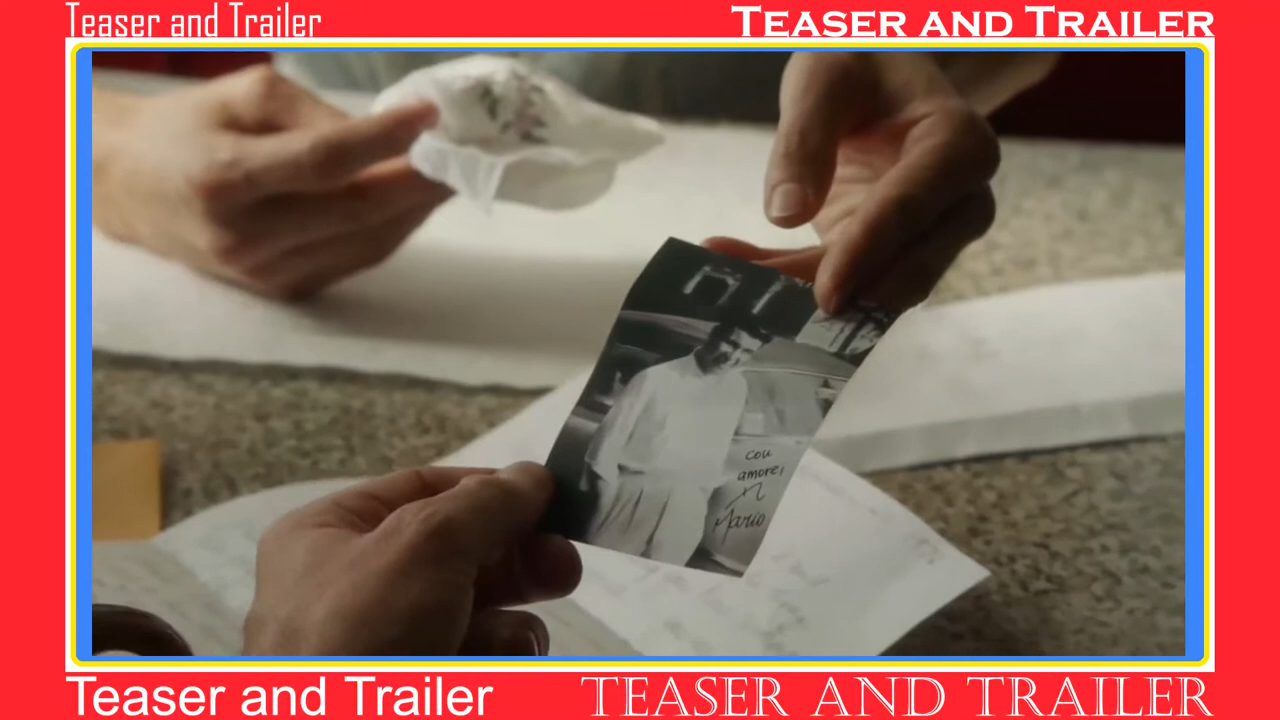 Teaser and Trailer
Teaser and Trailer
con
amore,
Mario
Teaser and Trailer
Teaser and Trailer